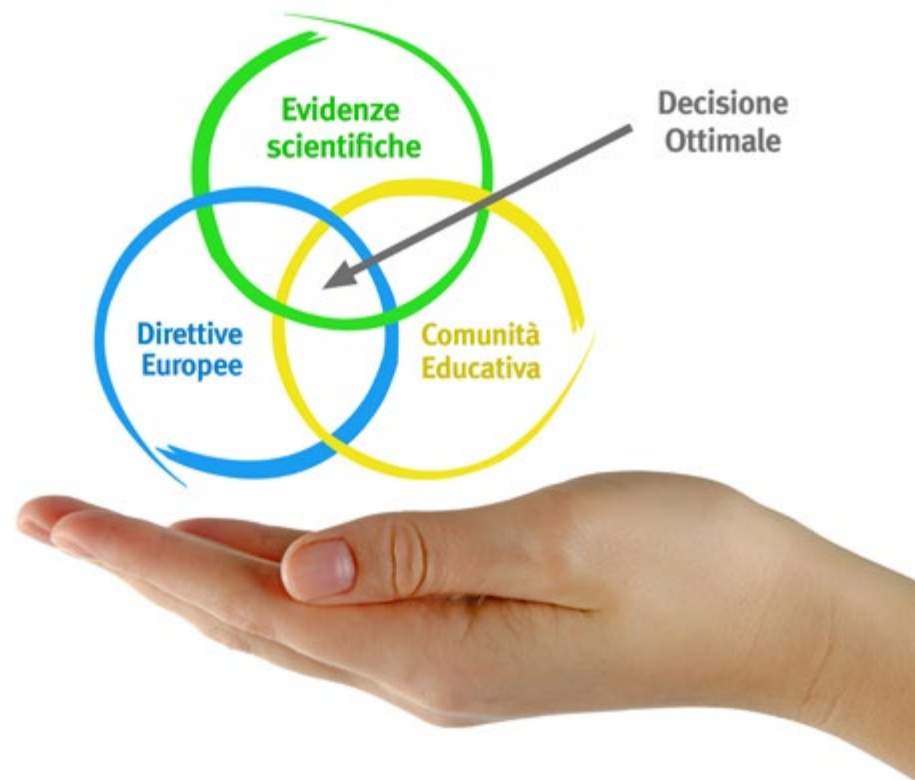 Evidenze
scientifiche
Decisione
Ottimale
Direttive
Europee
Comunità
Educativa